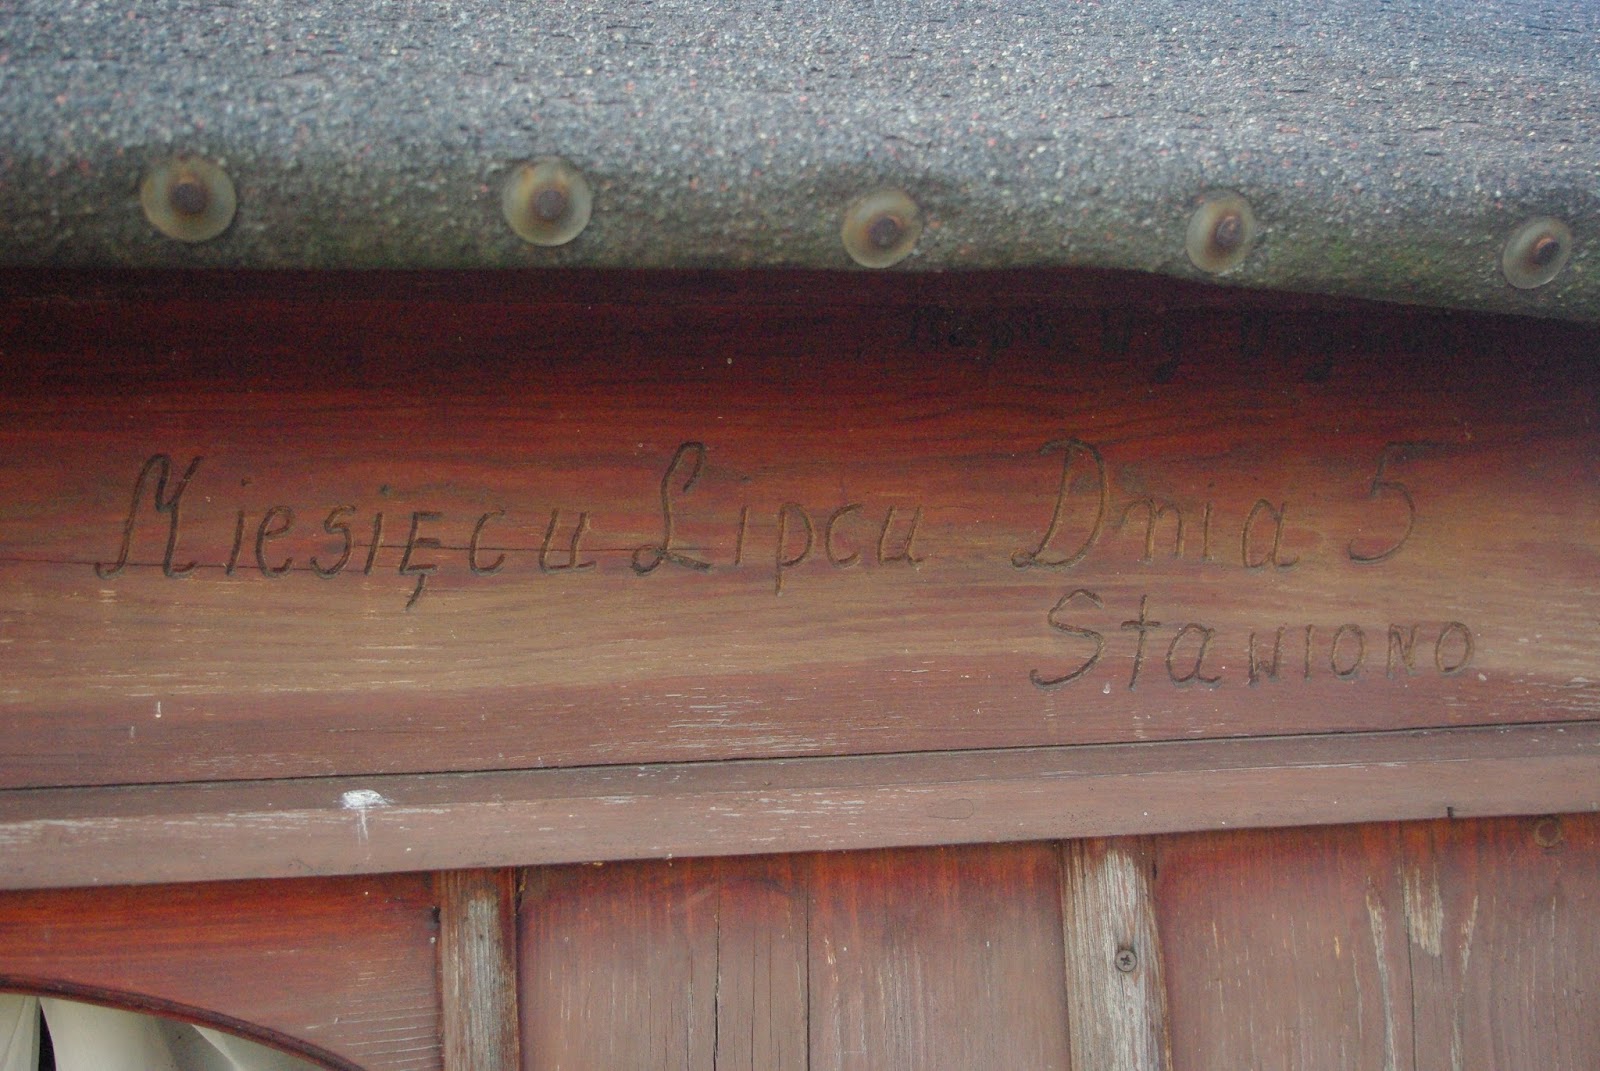 Miesięcu Lipcu Dnia 5
Stawiono